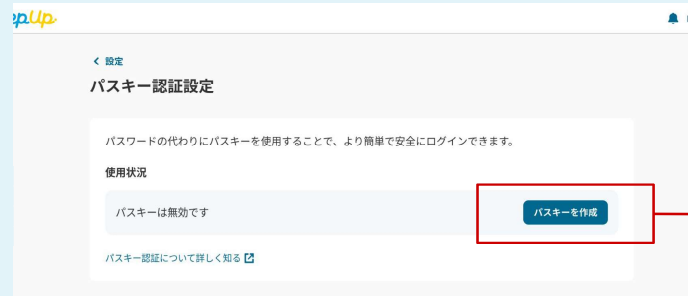 epUp
設定
パスキー認証設定
パスワードの代わりにパスキーを使用することで、より簡単で安全にログインできます。
使用状況
パスキーは無効です
パスキーを作成
パスキー認証について詳しく知る